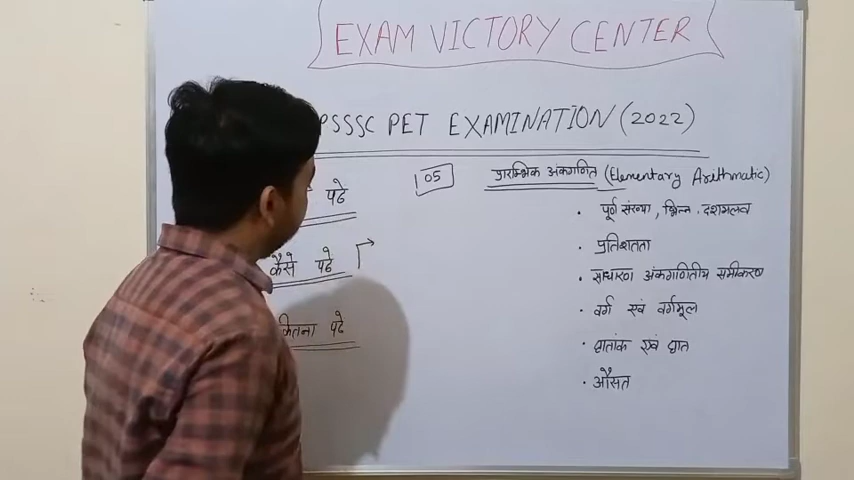 EXAM VICTORY CENTER
PSSSC PET EXAMINATION (2022)
05
प्रारम्भिक अंकगणित (Elementary Arethmatic)
पढे
• पूर्ण संख्या, भिन्न. दशमलव
• प्रतिशतता
कैसे पढे
• साधारण अंकगणितीय समीकरण
• वर्ग एवं वर्गमूल
कितना पढे
• घातांक एवं घात
• औसत